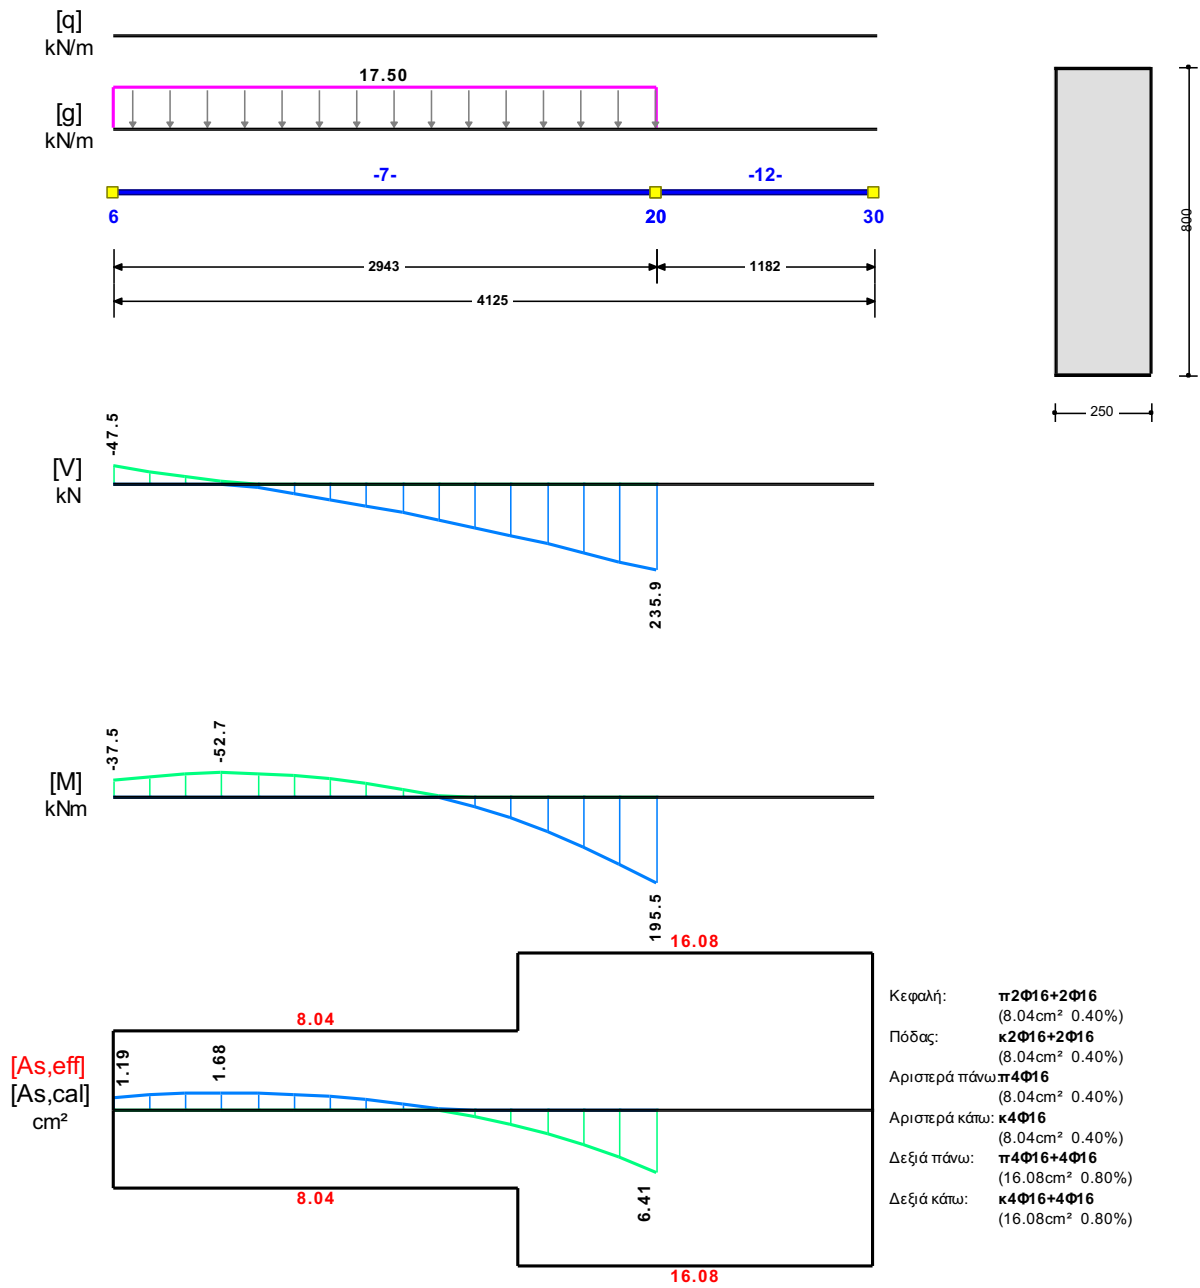 [q]
kN/m
17.50
[g]
kN/m
-7-
-12-
6
20
30
2943
1182
4125
800
250
-47.5
[V]
kN
235.9
-37.5
-52.7
[M]
kNm
195.5
16.08
8.04
[As,eff]
[As,cal]
cm²
1.19
1.68
6.41
8.04
16.08
Κεφαλή: π2Φ16+2Φ16
(8.04cm² 0.40%)
Πόδας: κ2Φ16+2Φ16
(8.04cm² 0.40%)
Αριστερά πάνω: π4Φ16
(8.04cm² 0.40%)
Αριστερά κάτω: κ4Φ16
(8.04cm² 0.40%)
Δεξιά πάνω: π4Φ16+4Φ16
(16.08cm² 0.80%)
Δεξιά κάτω: κ4Φ16+4Φ16
(16.08cm² 0.80%)